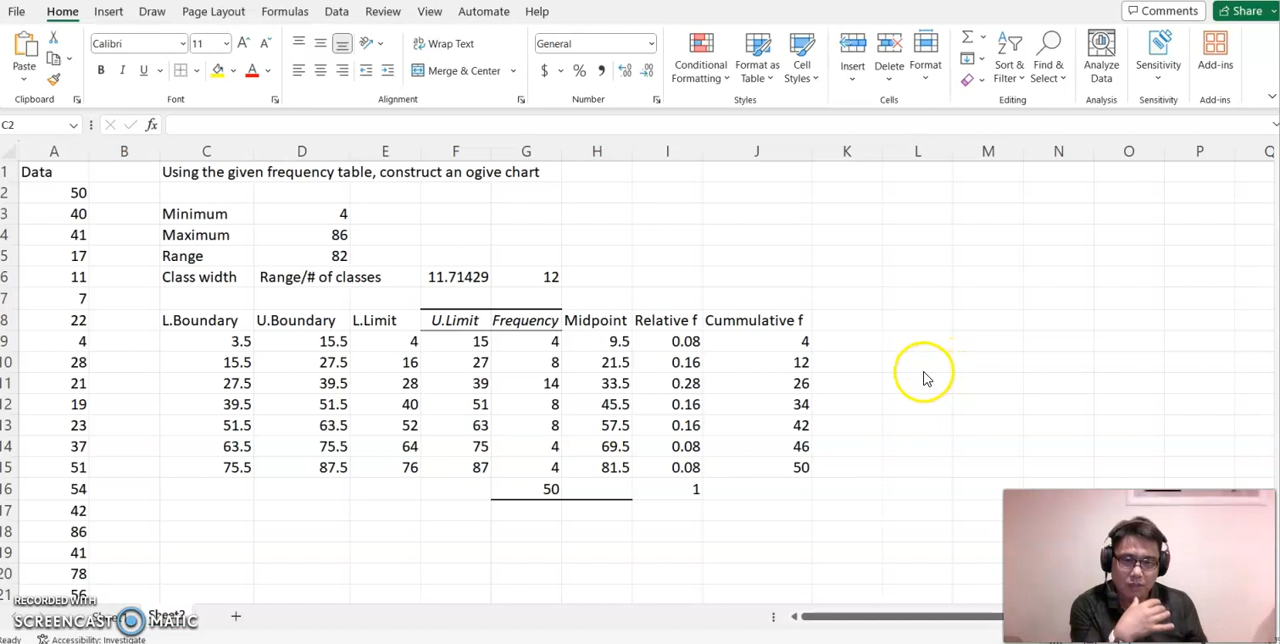 File Home Insert Draw Page Layout Formulas Data Review View Automate Help Comments Share
Calibri 11 Wrap Text General
Paste B I U Merge & Center $ % Conditional Formatting Format as Table Cell Styles Insert Delete Format Sort & Filter Find & Select Analyze Data Sensitivity Add-ins
Clipboard Font Alignment Number Styles Cells Editing Analysis Sensitivity Add-ins
C2 fx
A B C D E F G H I J K L M N O P Q
1 Data Using the given frequency table, construct an ogive chart
2 50
3 40 Minimum 4
4 41 Maximum 86
5 17 Range 82
6 11 Class width Range/# of classes 11.71429 12
7 7
8 22 L.Boundary U.Boundary L.Limit U.Limit Frequency Midpoint Relative f Cummulative f
9 4 3.5 15.5 4 15 4 9.5 0.08 4
10 28 15.5 27.5 16 27 8 21.5 0.16 12
11 21 27.5 39.5 28 39 14 33.5 0.28 26
12 19 39.5 51.5 40 51 8 45.5 0.16 34
13 23 51.5 63.5 52 63 8 57.5 0.16 42
14 37 63.5 75.5 64 75 4 69.5 0.08 46
15 51 75.5 87.5 76 87 4 81.5 0.08 50
16 54 50 1
17 42
18 86
19 41
20 78
21 56
RECORDED WITH
SCREENCAST MATIC
Sheet2
Ready Accessibility: Investigate